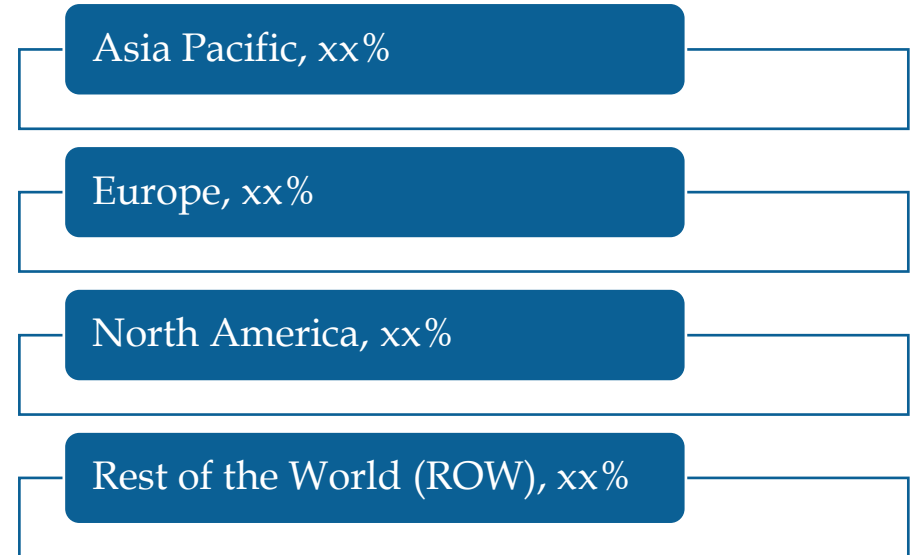 Asia Pacific, xx%
Europe, xx%
North America, xx%
Rest of the World (ROW), xx%